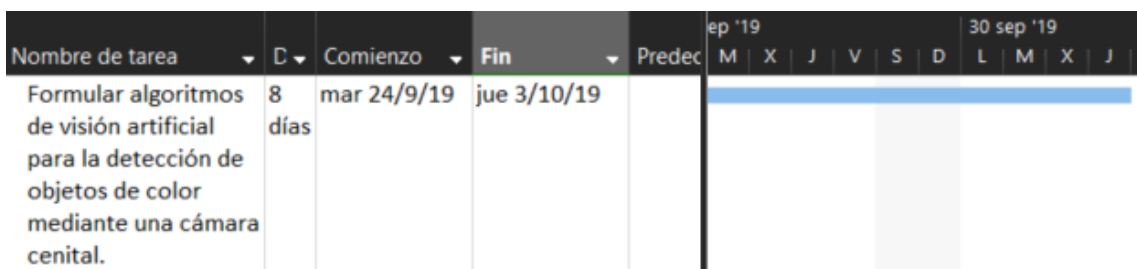 ep '19 30 sep '19
Nombre de tarea D Comienzo Fin Predec M X J V S D L M X J
Formular algoritmos 8 mar 24/9/19 jue 3/10/19
de visión artificial días
para la detección de
objetos de color
mediante una cámara
cenital.